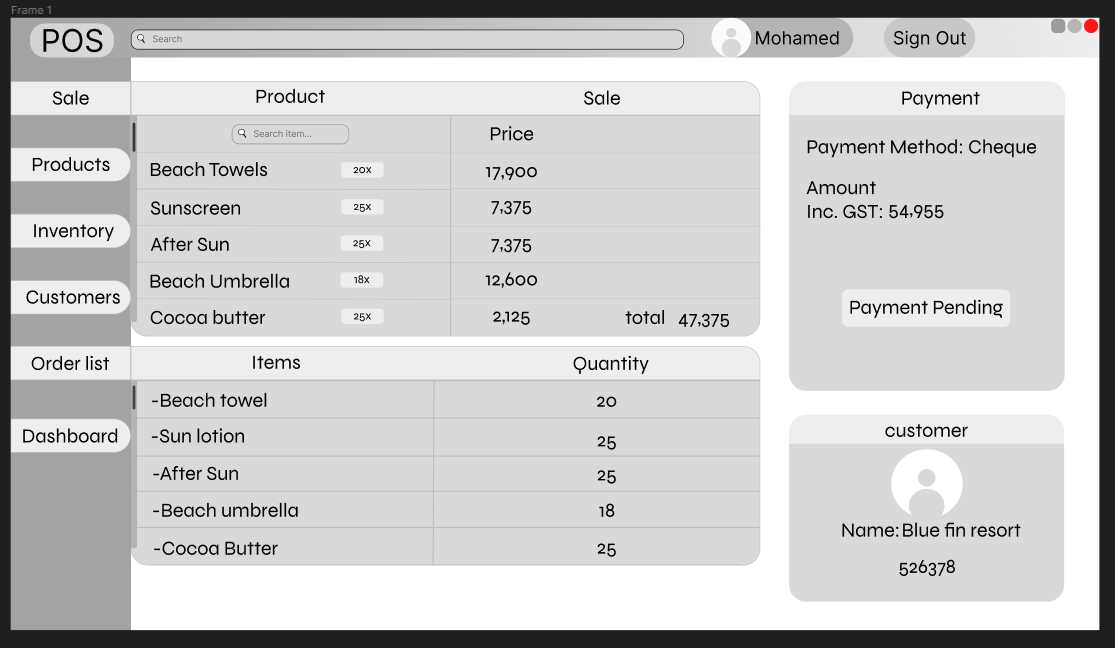 Frame 1
POS
Search
Mohamed
Sign Out
Sale
Product
Sale
Search item...
Price
Beach Towels 20x 17,900
Sunscreen 25x 7,375
After Sun 25x 7,375
Beach Umbrella 18x 12,600
Cocoa butter 25x 2,125 total 47,375
Products
Inventory
Customers
Order list
Dashboard
Items Quantity
-Beach towel 20
-Sun lotion 25
-After Sun 25
-Beach umbrella 18
-Cocoa Butter 25
Payment
Payment Method: Cheque
Amount
Inc. GST: 54,955
Payment Pending
customer
Name: Blue fin resort
526378